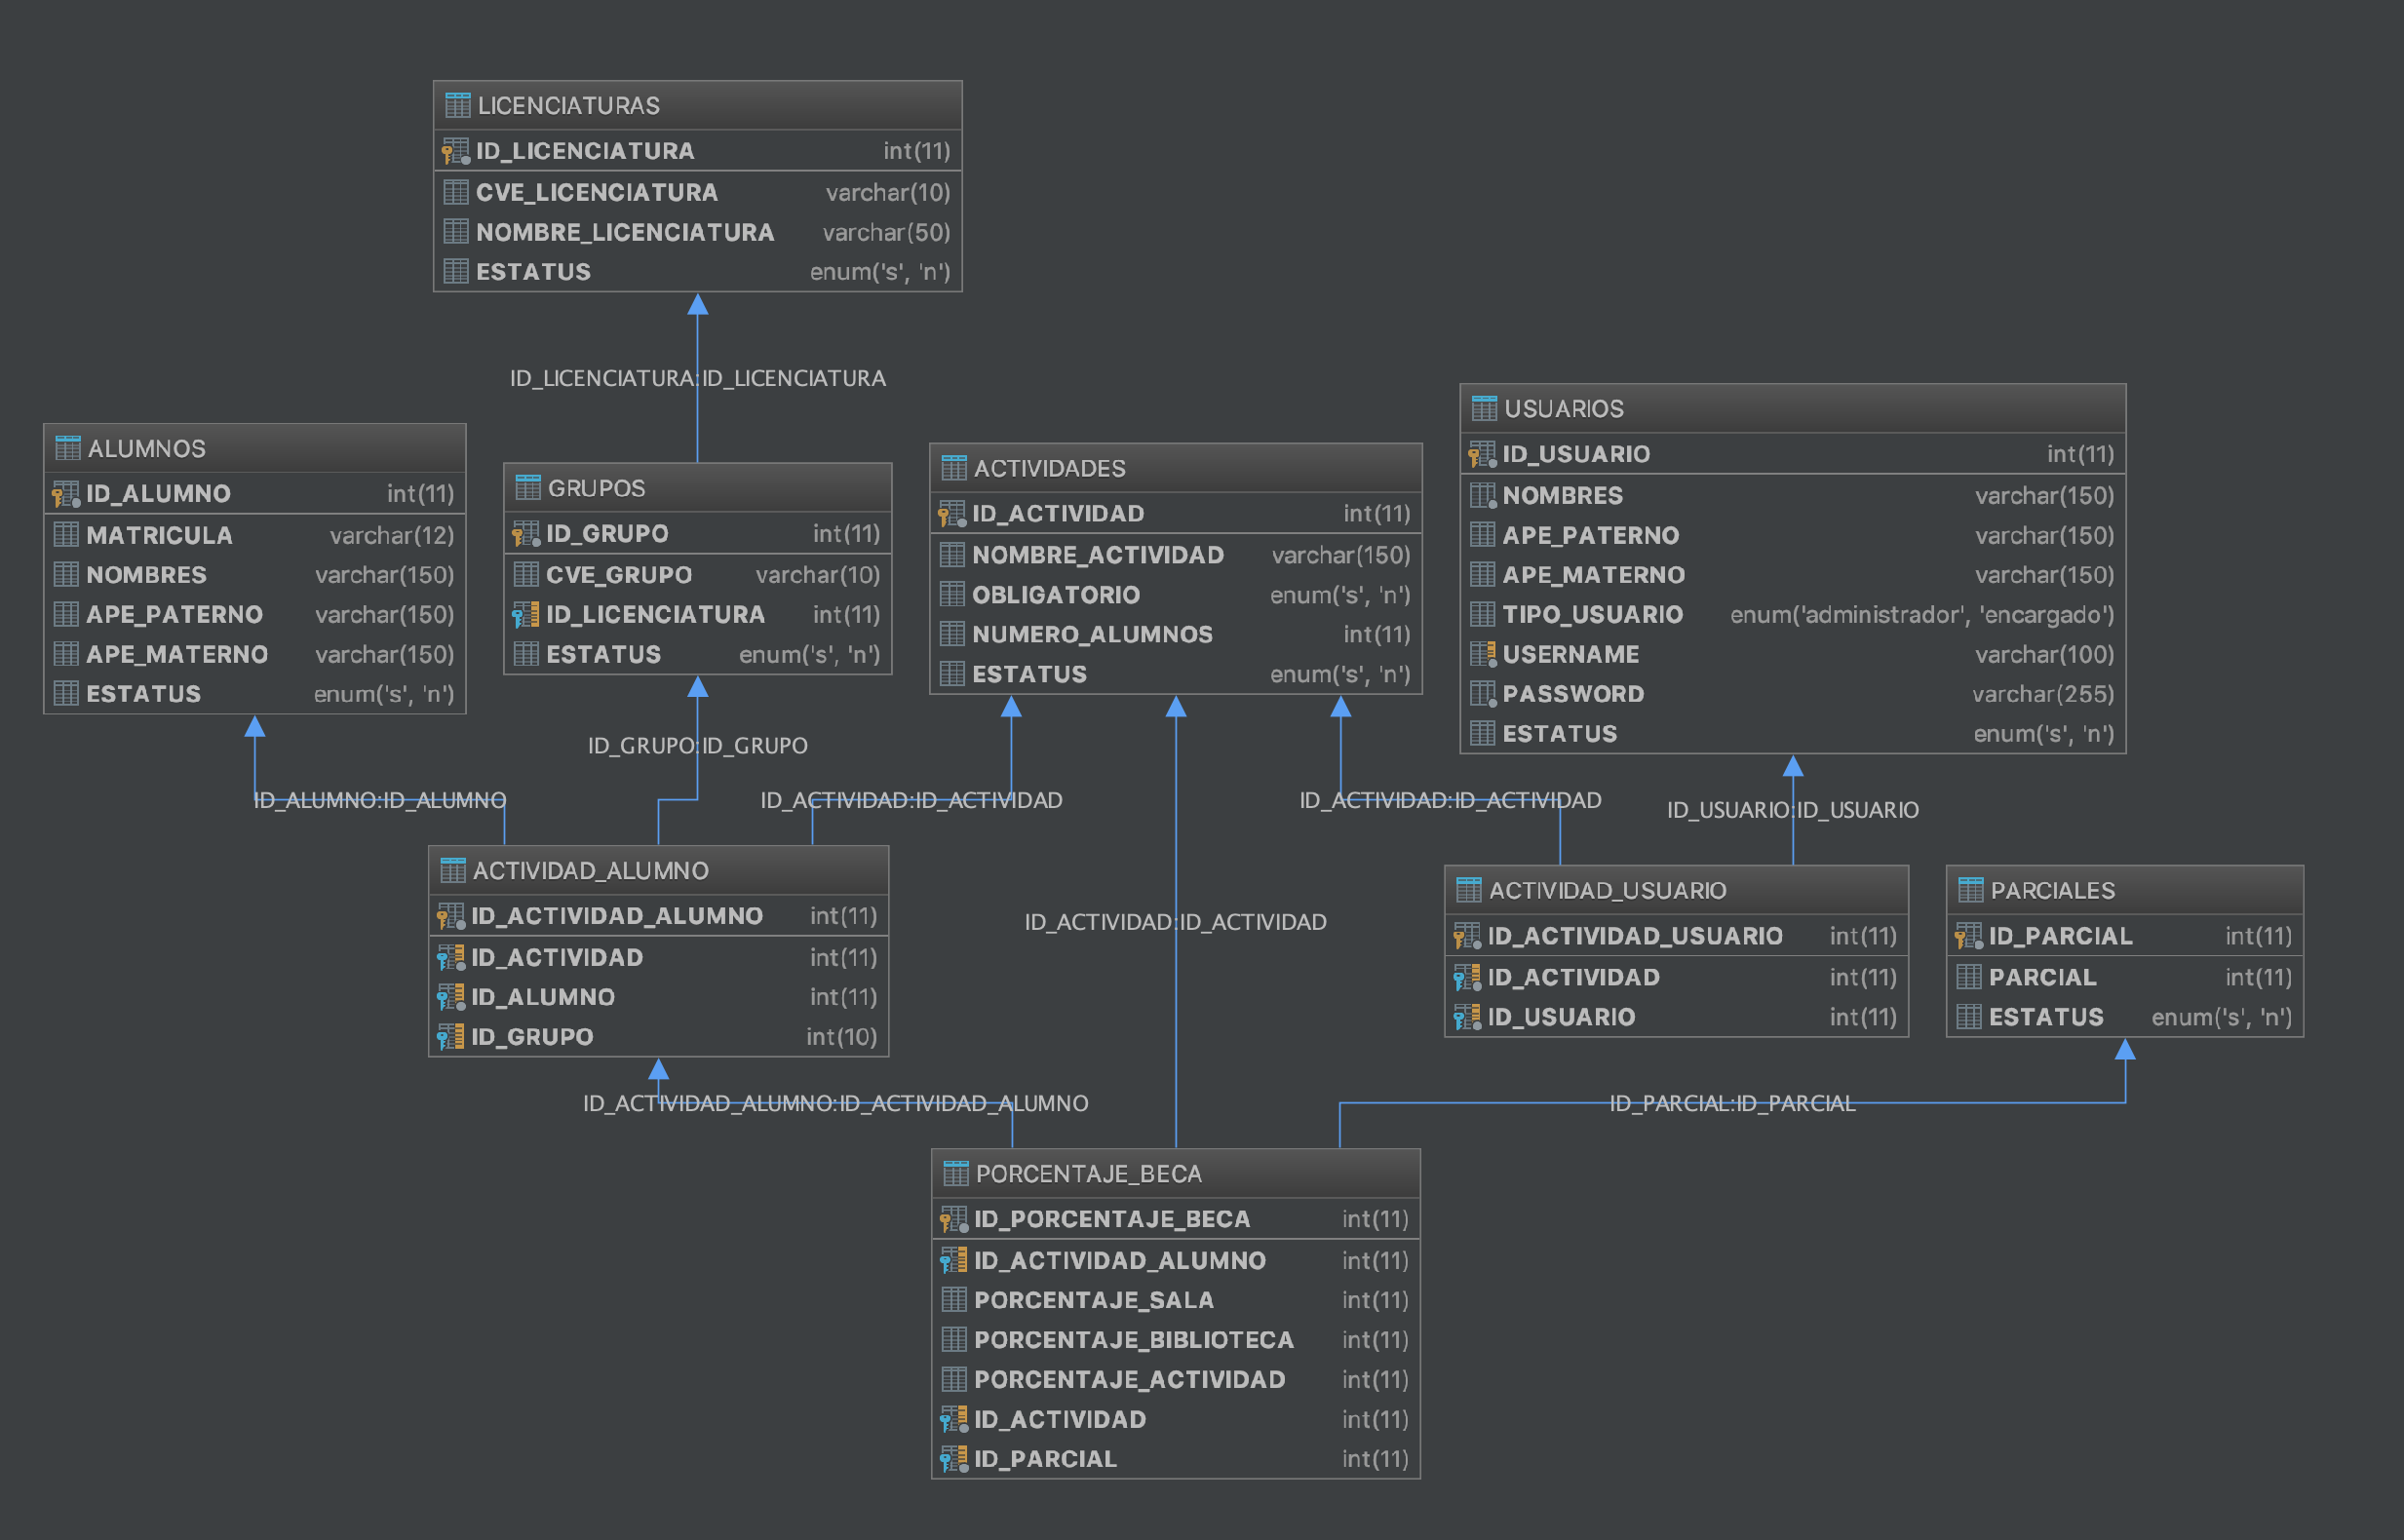 LICENCIATURAS
ID_LICENCIATURA int(11)
CVE_LICENCIATURA varchar(10)
NOMBRE_LICENCIATURA varchar(50)
ESTATUS enum('s', 'n')
ID_LICENCIATURA:ID_LICENCIATURA
ALUMNOS
ID_ALUMNO int(11)
MATRICULA varchar(12)
NOMBRES varchar(150)
APE_PATERNO varchar(150)
APE_MATERNO varchar(150)
ESTATUS enum('s', 'n')
GRUPOS
ID_GRUPO int(11)
CVE_GRUPO varchar(10)
ID_LICENCIATURA int(11)
ESTATUS enum('s', 'n')
ACTIVIDADES
ID_ACTIVIDAD int(11)
NOMBRE_ACTIVIDAD varchar(150)
OBLIGATORIO enum('s', 'n')
NUMERO_ALUMNOS int(11)
ESTATUS enum('s', 'n')
USUARIOS
ID_USUARIO int(11)
NOMBRES varchar(150)
APE_PATERNO varchar(150)
APE_MATERNO varchar(150)
TIPO_USUARIO enum('administrador', 'encargado')
USERNAME varchar(100)
PASSWORD varchar(255)
ESTATUS enum('s', 'n')
ID_GRUPO:ID_GRUPO
ID_ALUMNO:ID_ALUMNO
ID_ACTIVIDAD:ID_ACTIVIDAD
ID_ACTIVIDAD:ID_ACTIVIDAD
ID_USUARIO:ID_USUARIO
ACTIVIDAD_ALUMNO
ID_ACTIVIDAD_ALUMNO int(11)
ID_ACTIVIDAD int(11)
ID_ALUMNO int(11)
ID_GRUPO int(10)
ID_ACTIVIDAD:ID_ACTIVIDAD
ACTIVIDAD_USUARIO
ID_ACTIVIDAD_USUARIO int(11)
ID_ACTIVIDAD int(11)
ID_USUARIO int(11)
PARCIALES
ID_PARCIAL int(11)
PARCIAL int(11)
ESTATUS enum('s', 'n')
ID_ACTIVIDAD_ALUMNO:ID_ACTIVIDAD_ALUMNO
ID_PARCIAL:ID_PARCIAL
PORCENTAJE_BECA
ID_PORCENTAJE_BECA int(11)
ID_ACTIVIDAD_ALUMNO int(11)
PORCENTAJE_SALA int(11)
PORCENTAJE_BIBLIOTECA int(11)
PORCENTAJE_ACTIVIDAD int(11)
ID_ACTIVIDAD int(11)
ID_PARCIAL int(11)